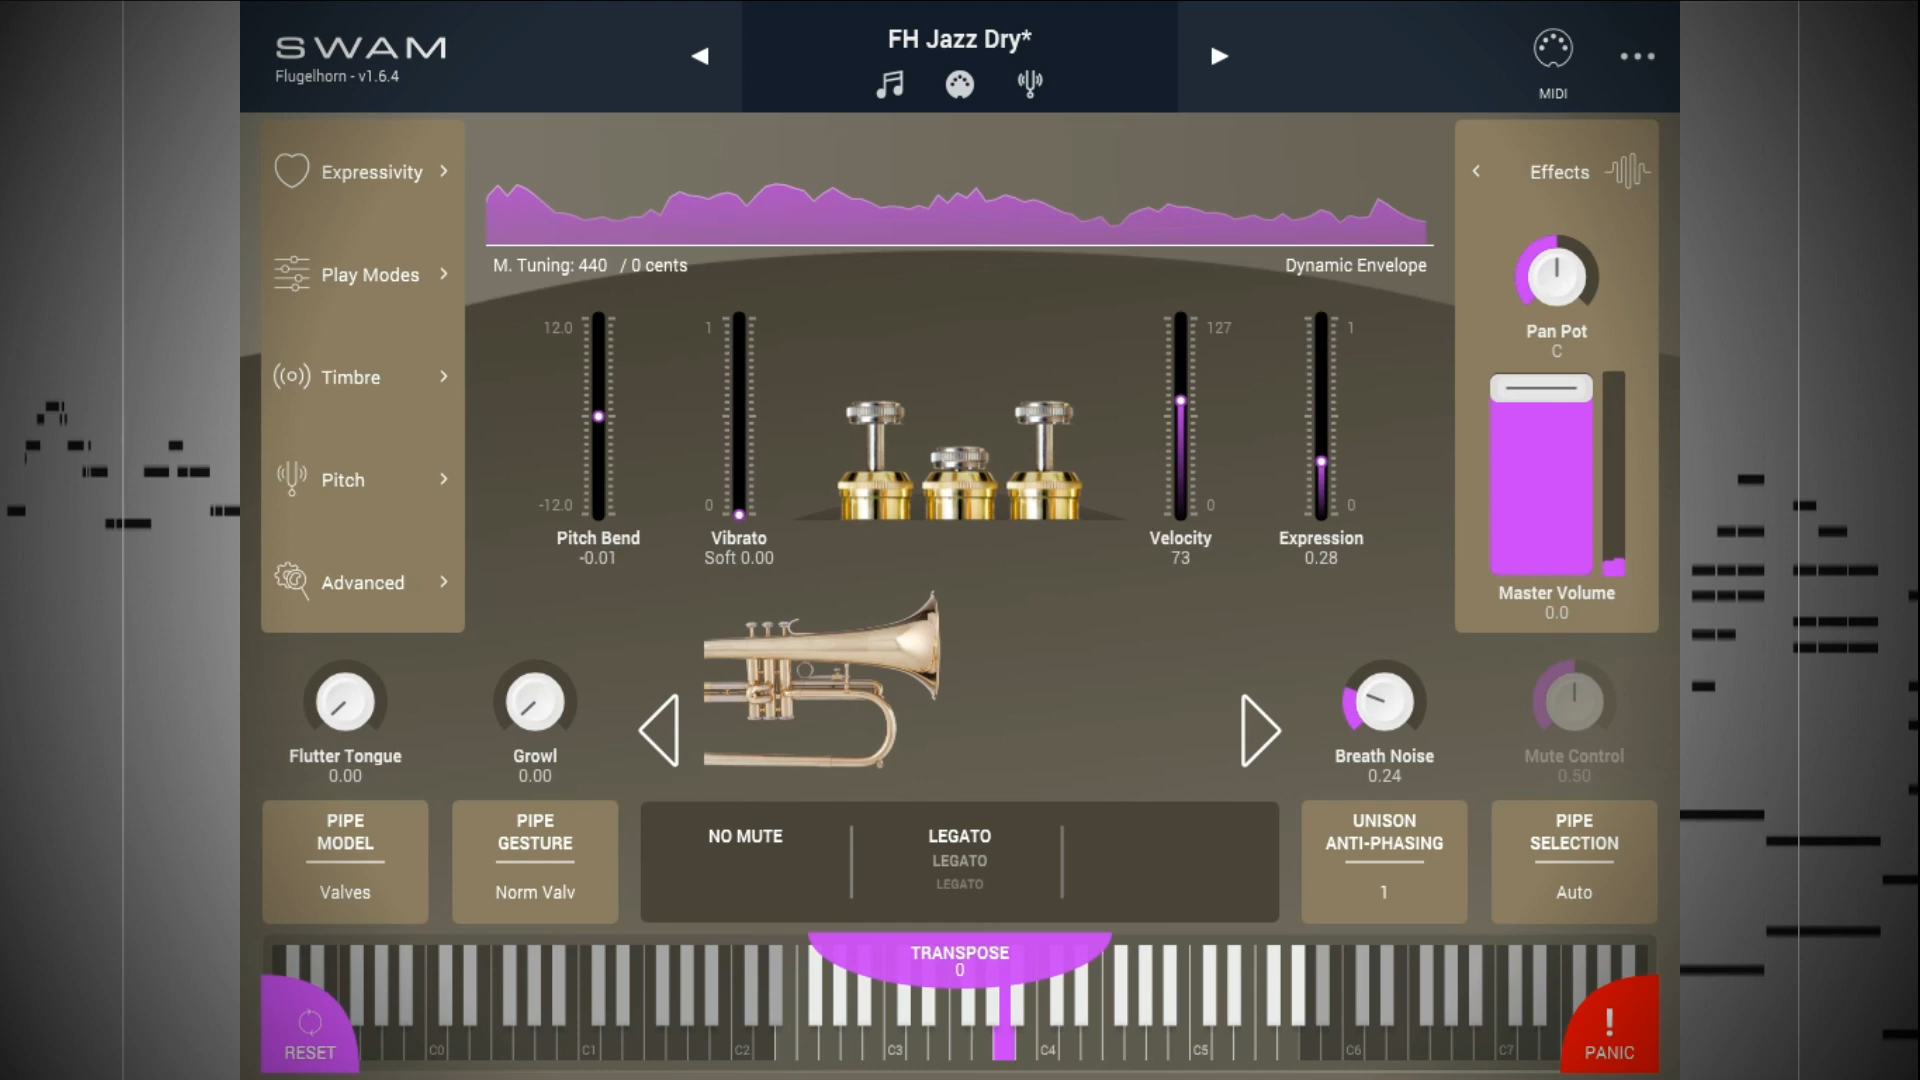 SWAM
Flugelhorn - v1.6.4
FH Jazz Dry*
MIDI
Expressivity
Play Modes
Timbre
Pitch
Advanced
M. Tuning: 440 / 0 cents
Dynamic Envelope
12.0
-12.0
Pitch Bend
-0.01
1
0
Vibrato
Soft 0.00
127
0
Velocity
73
1
0
Expression
0.28
Effects
Pan Pot
C
Master Volume
0.0
Flutter Tongue
0.00
Growl
0.00
Breath Noise
0.24
Mute Control
0.50
PIPE
MODEL
Valves
PIPE
GESTURE
Norm Valv
NO MUTE
LEGATO
LEGATO
LEGATO
UNISON
ANTI-PHASING
1
PIPE
SELECTION
Auto
TRANSPOSE
0
RESET
C0
C1
C2
C3
C4
C5
C6
C7
!
PANIC